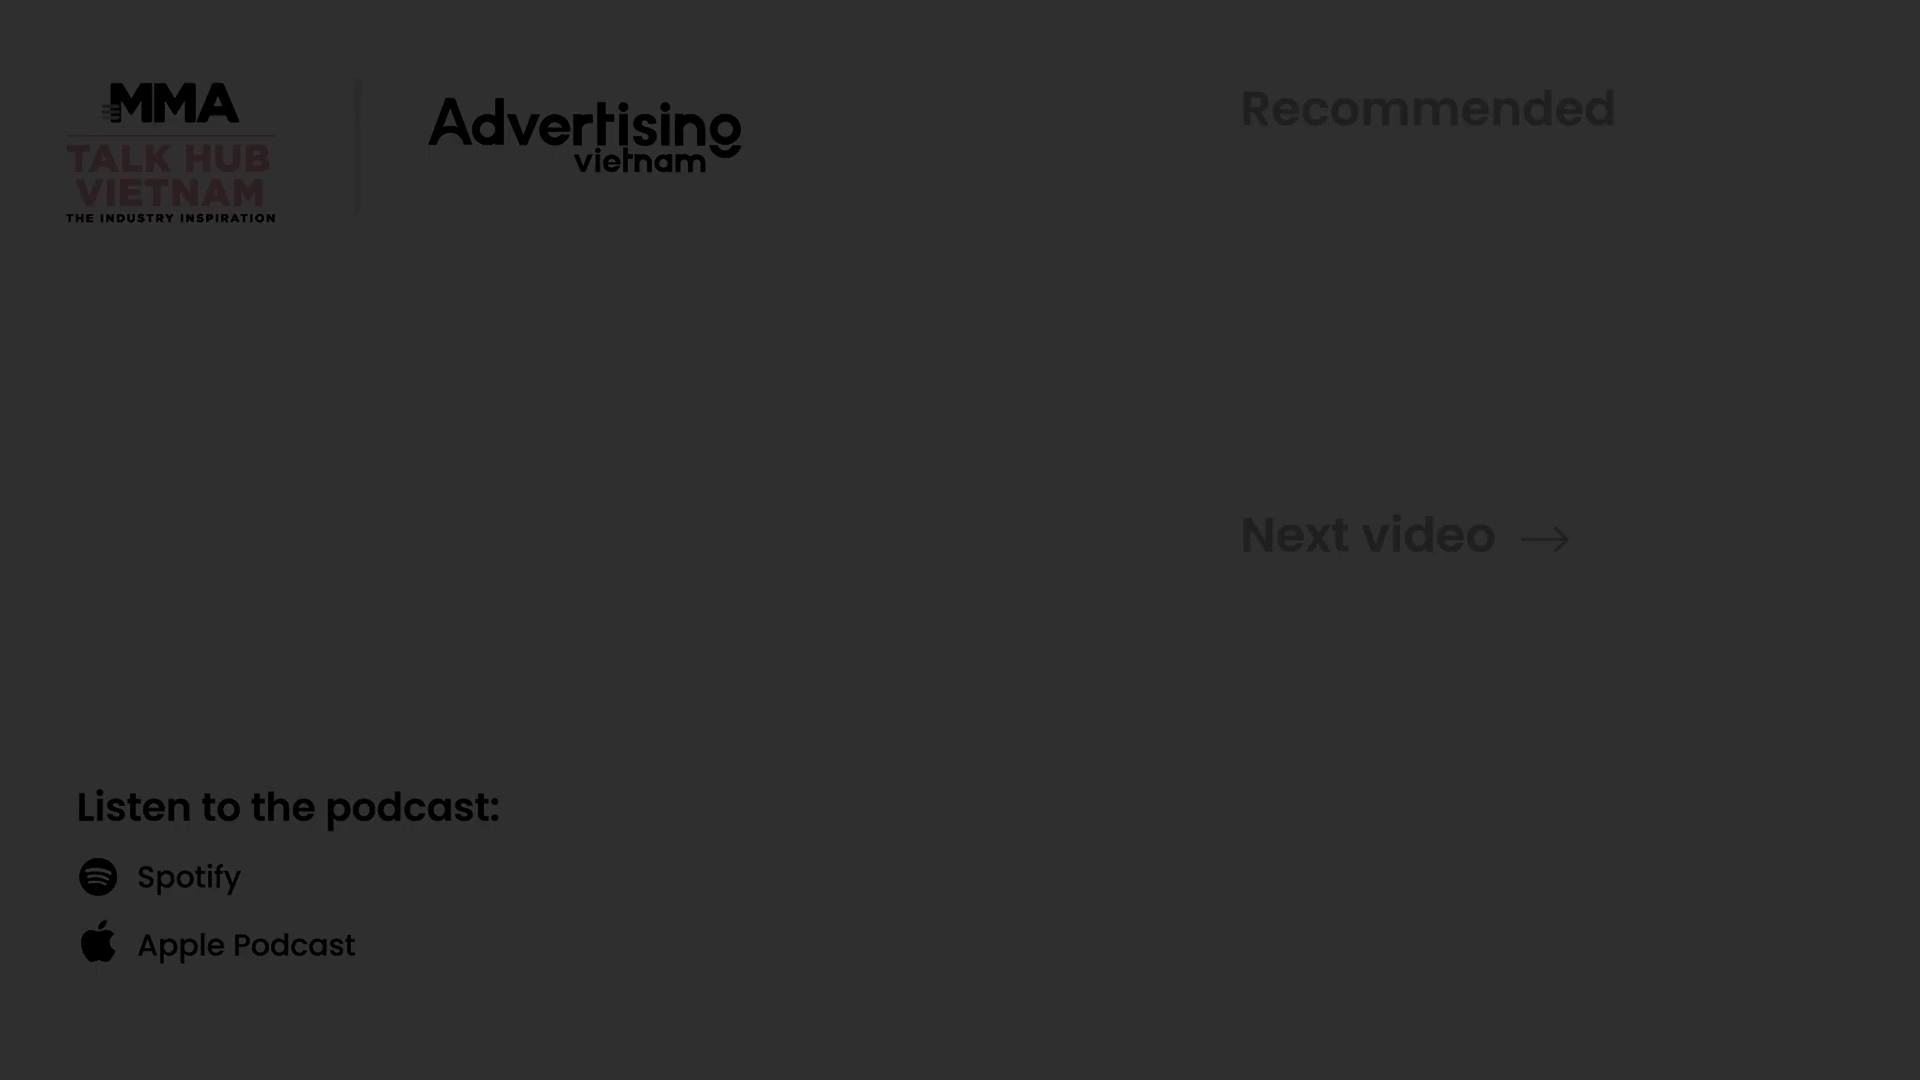 MMA
TALK HUB
VIETNAM
THE INDUSTRY INSPIRATION
Advertising
vietnam
Recommended
Next video →
Listen to the podcast:
Spotify
Apple Podcast